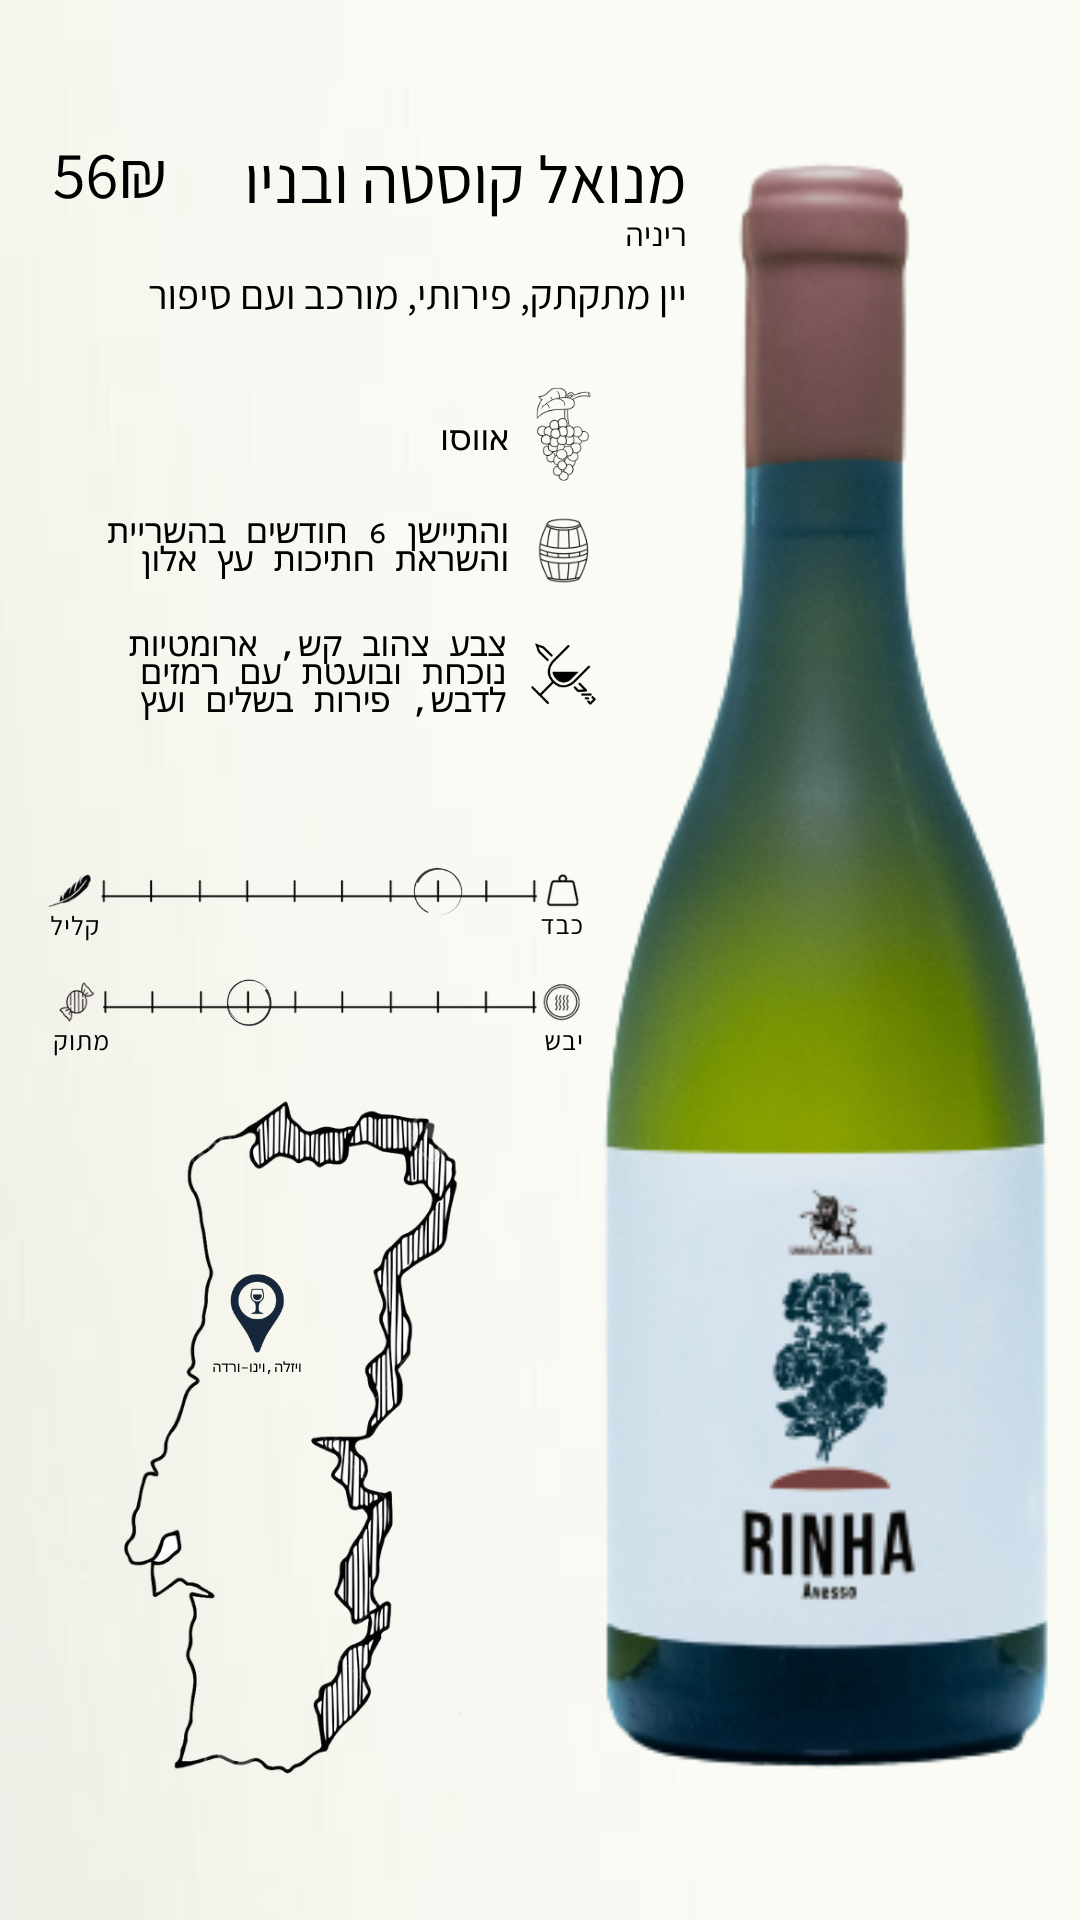 מנואל קוסטה ובניו
56₪
ריניה
יין מתקתק, פירותי, מורכב ועם סיפור
אווסו
והתיישן 6 חודשים בהשריית
והשראת חתיכות עץ אלון
צבע צהוב קש, ארומטיות
נוכחת ובועטת עם רמזים
לדבש, פירות בשלים ועץ
קליל
כבד
מתוק
יבש
ויזלה,וינו-ורדה
RINHA
Avesso